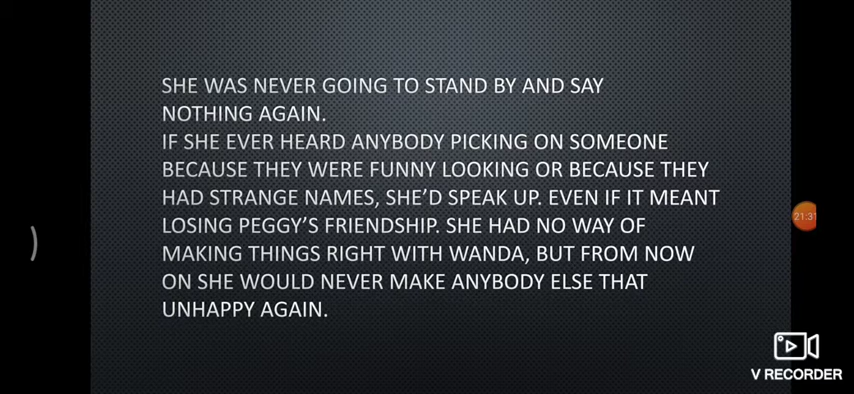 SHE WAS NEVER GOING TO STAND BY AND SAY
NOTHING AGAIN.
IF SHE EVER HEARD ANYBODY PICKING ON SOMEONE
BECAUSE THEY WERE FUNNY LOOKING OR BECAUSE THEY
HAD STRANGE NAMES, SHE'D SPEAK UP. EVEN IF IT MEANT
LOSING PEGGY'S FRIENDSHIP. SHE HAD NO WAY OF
MAKING THINGS RIGHT WITH WANDA, BUT FROM NOW
ON SHE WOULD NEVER MAKE ANYBODY ELSE THAT
UNHAPPY AGAIN.
21:31
V RECORDER